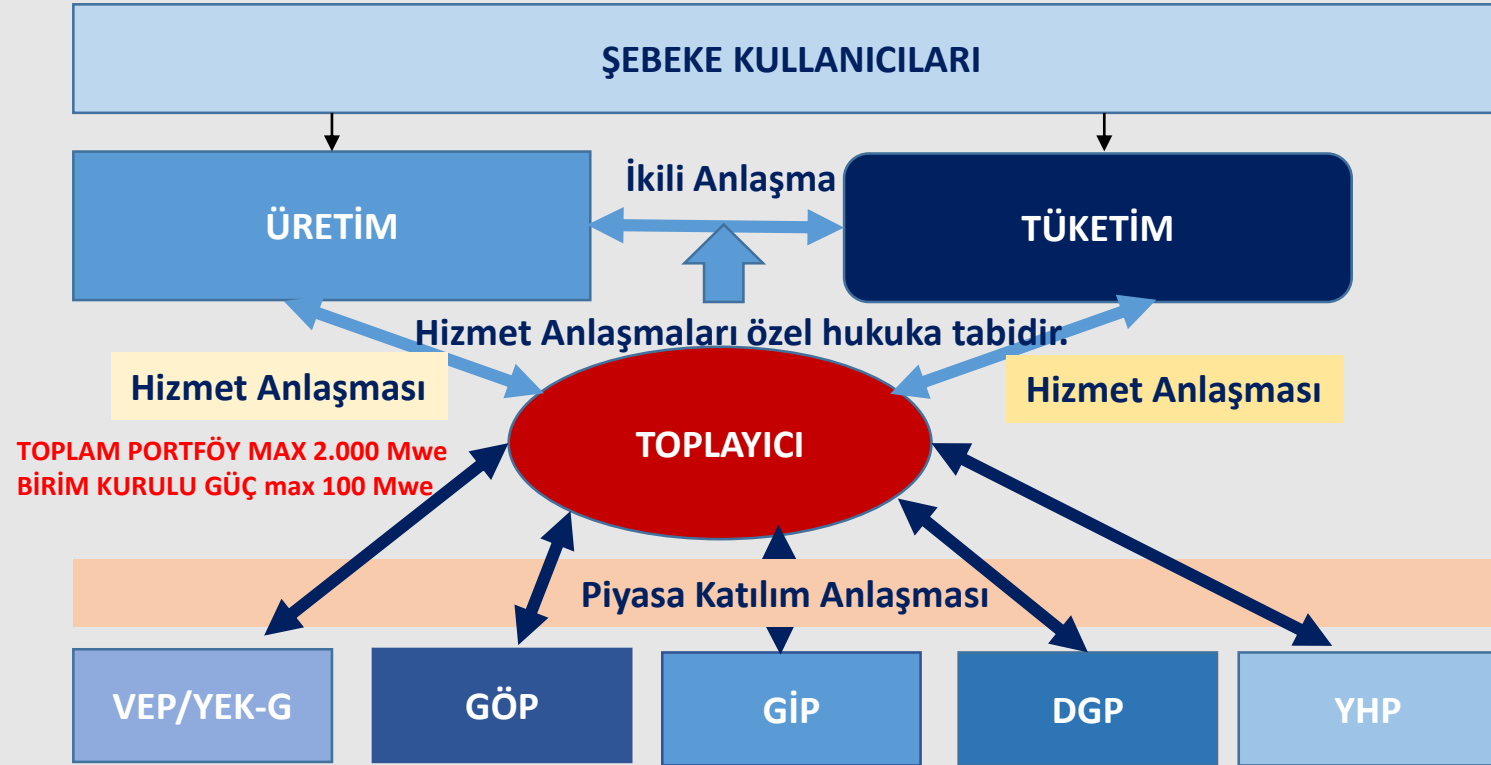 ŞEBEKE KULLANICILARI
İkili Anlaşma
ÜRETİM
TÜKETİM
Hizmet Anlaşmaları özel hukuka tabidir.
Hizmet Anlaşması
Hizmet Anlaşması
TOPLAYICI
TOPLAM PORTFÖY MAX 2.000 Mwe
BİRİM KURULU GÜÇ max 100 Mwe
Piyasa Katılım Anlaşması
VEP/YEK-G
GÖP
GİP
DGP
YHP